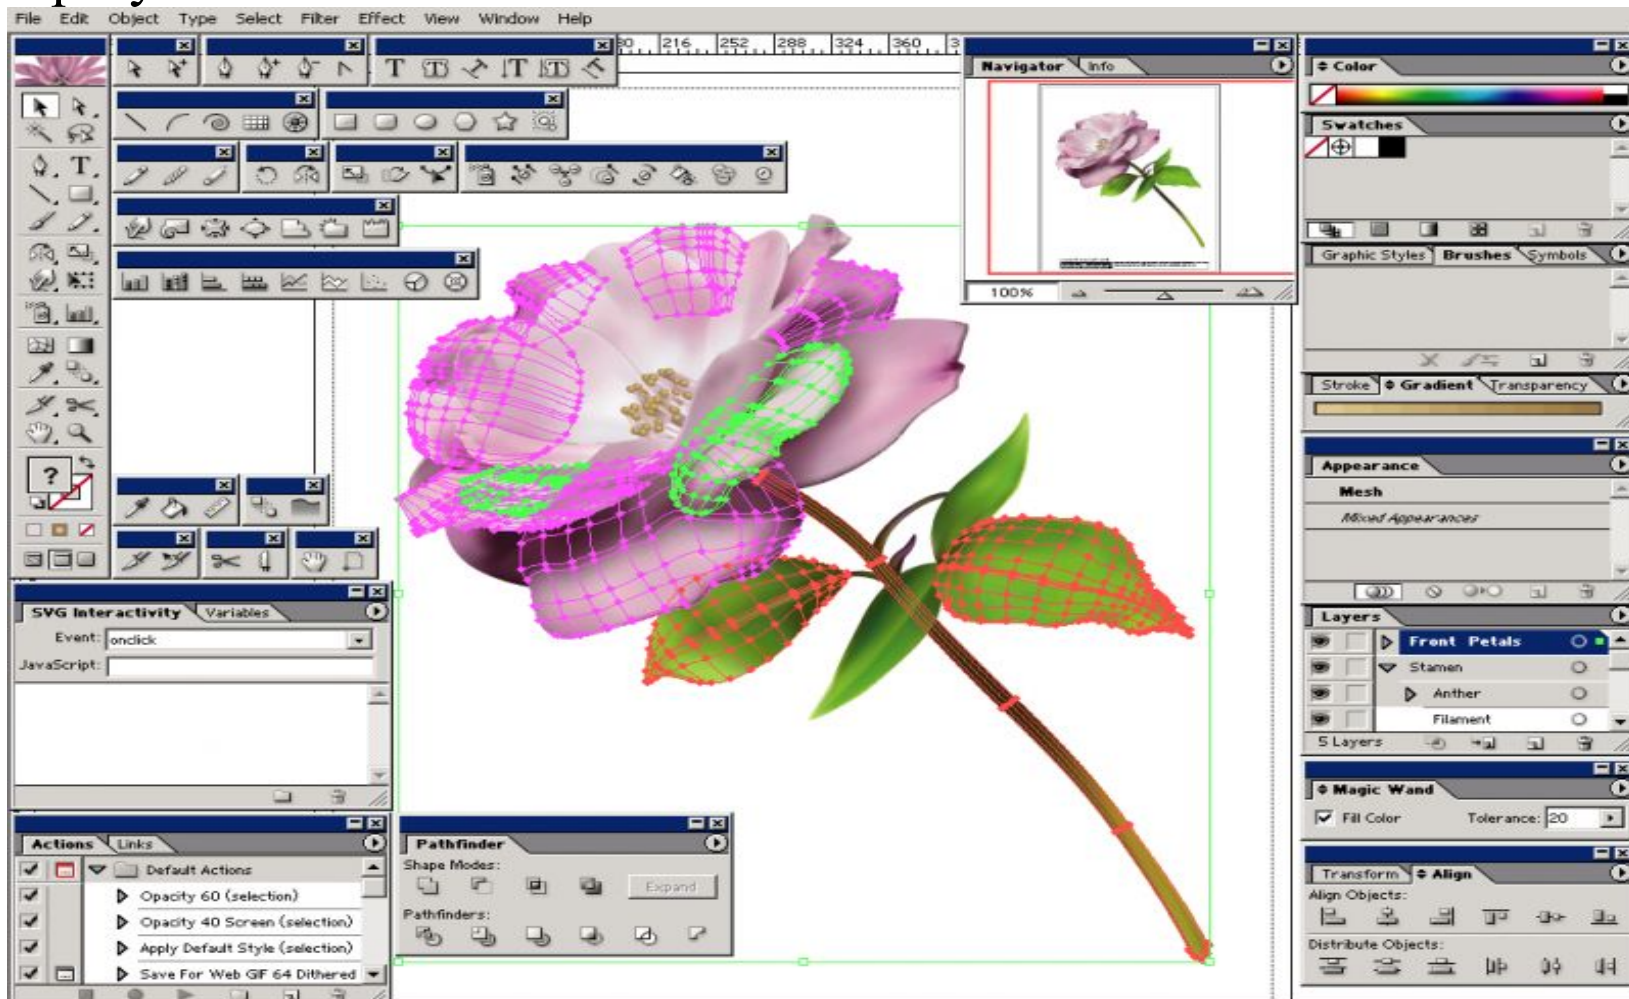 File Edit Object Type Select Filter Effect View Window Help
216 252 288 324 360
Navigator Info
100%
Color
Swatches
Graphic Styles Brushes Symbols
Stroke Gradient Transparency
Appearance
Mesh
Mixed Appearances
Layers
Front Petals
Stamen
Anther
Filament
5 Layers
Magic Wand
Fill Color Tolerance: 20
Transform Align
Align Objects:
Distribute Objects:
SVG Interactivity Variables
Event: onclick
JavaScript:
Actions Links
Default Actions
Opacity 60 (selection)
Opacity 40 Screen (selection)
Apply Default Style (selection)
Save For Web GIF 64 Dithered
Pathfinder
Shape Modes:
Expand
Pathfinders: